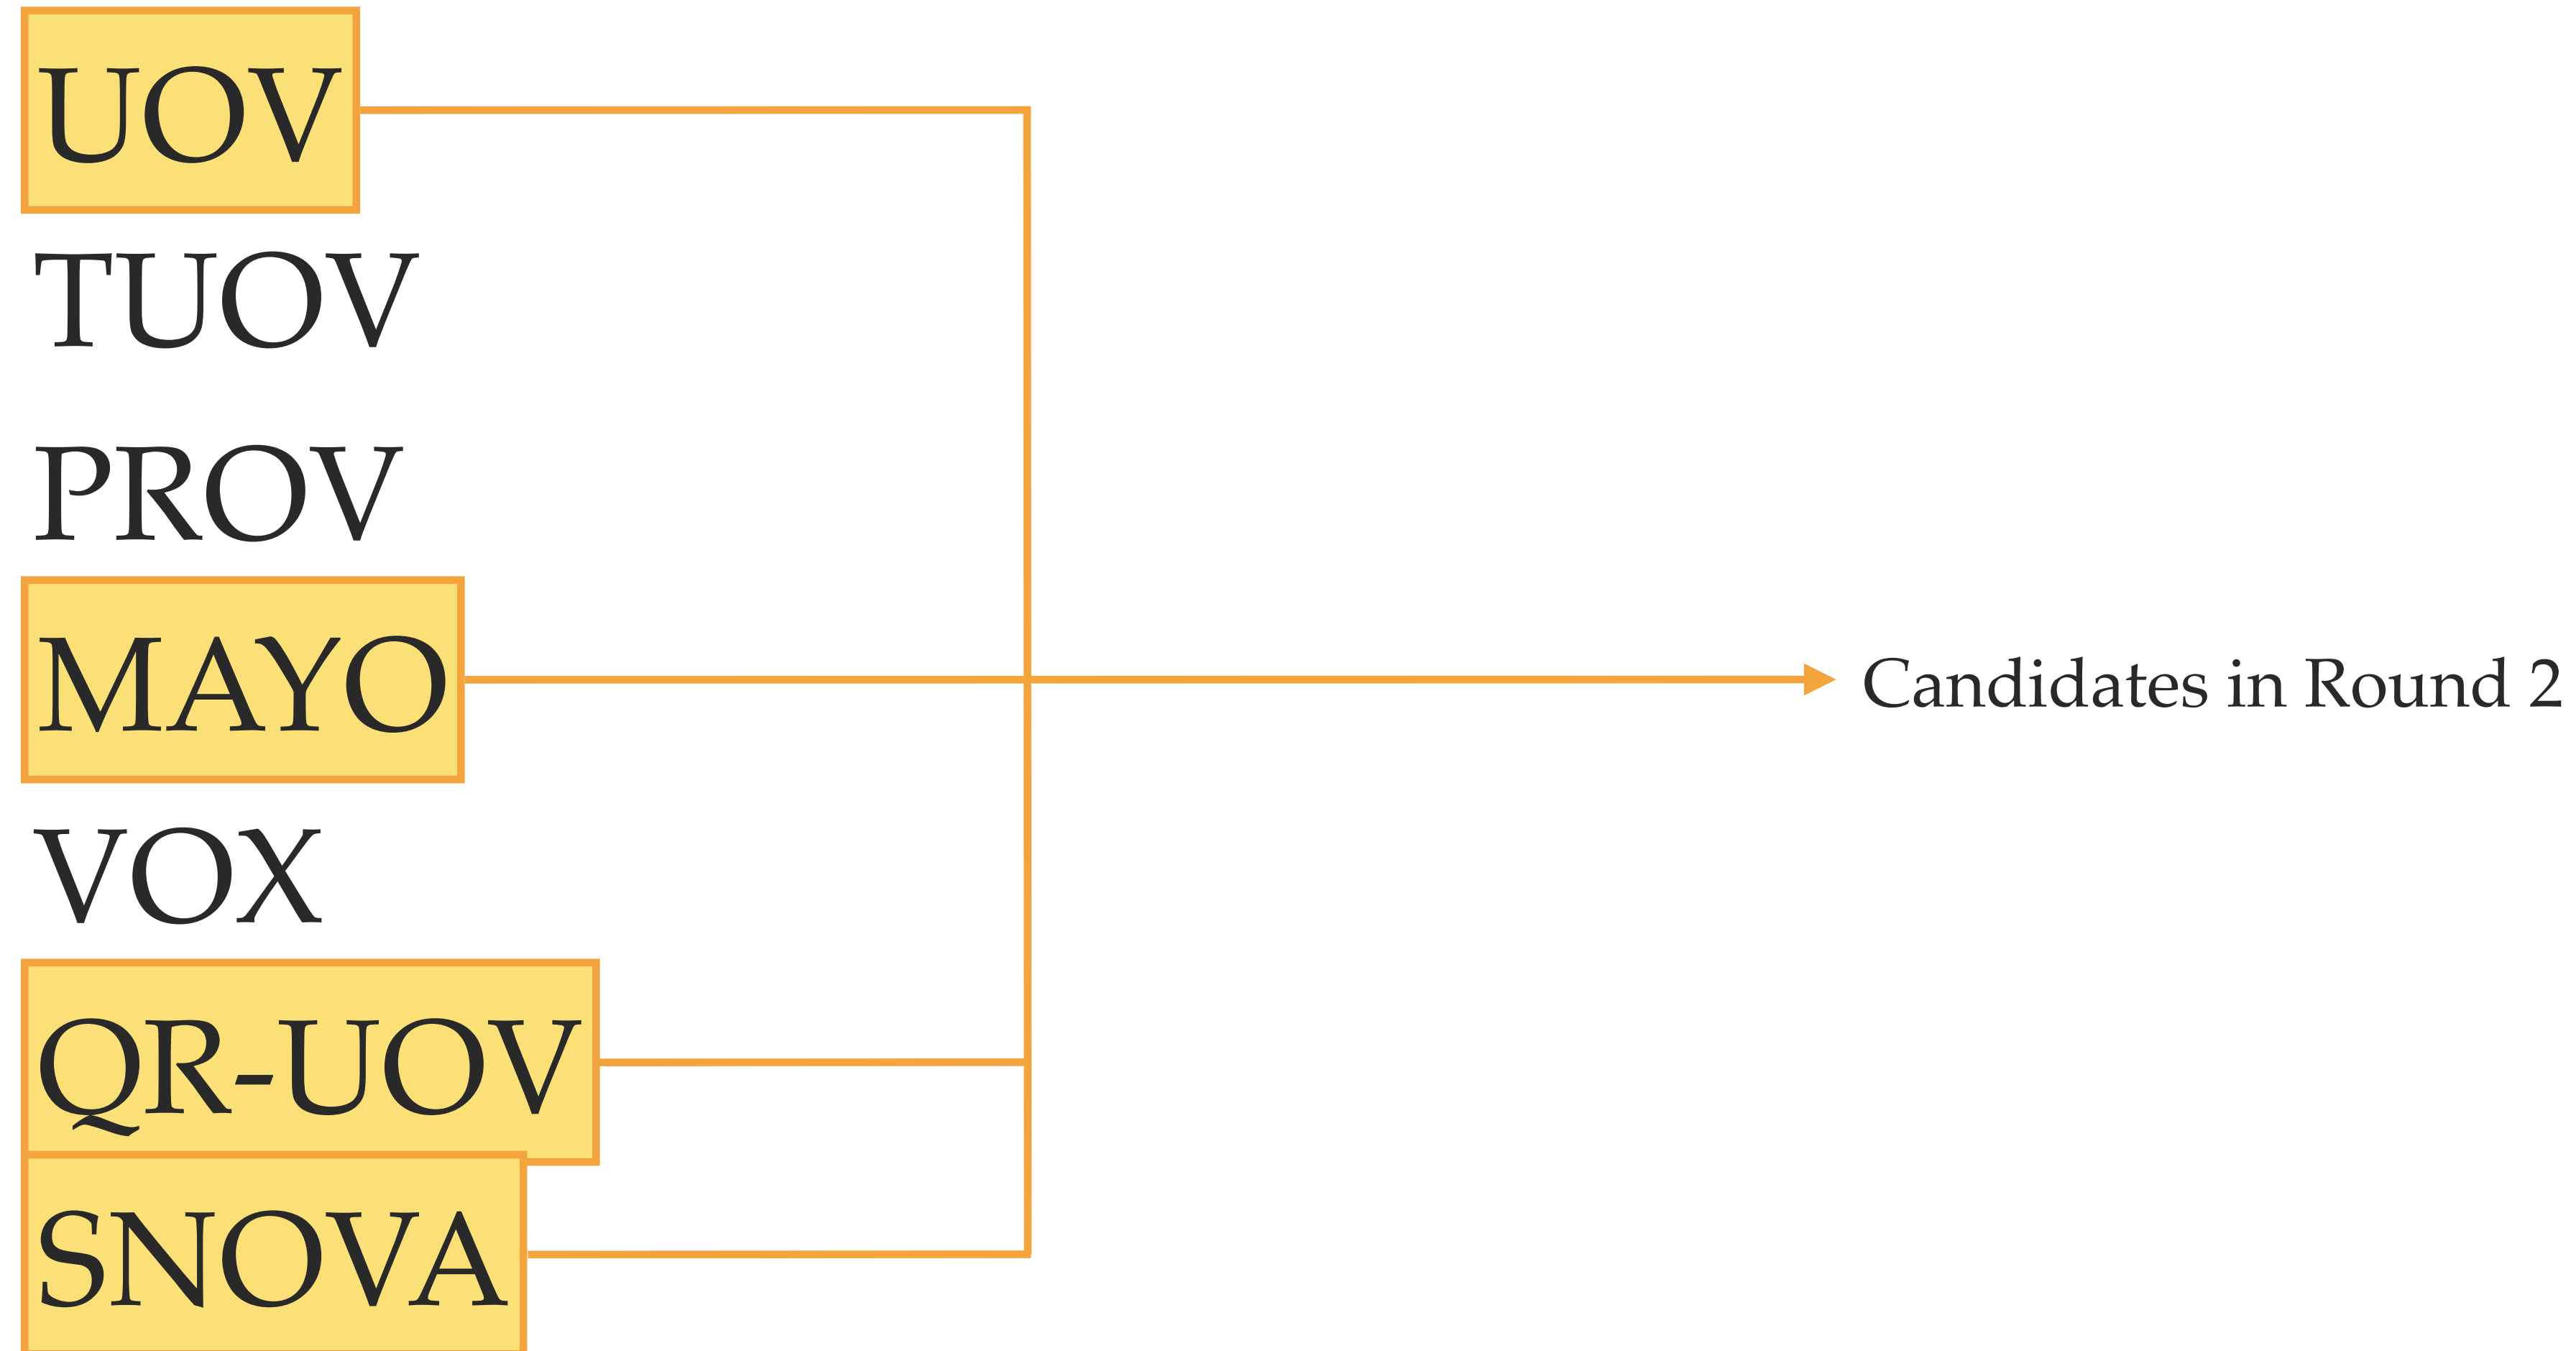 UOV
TUOV
PROV
MAYO
Candidates in Round 2
VOX
QR-UOV
SNOVA